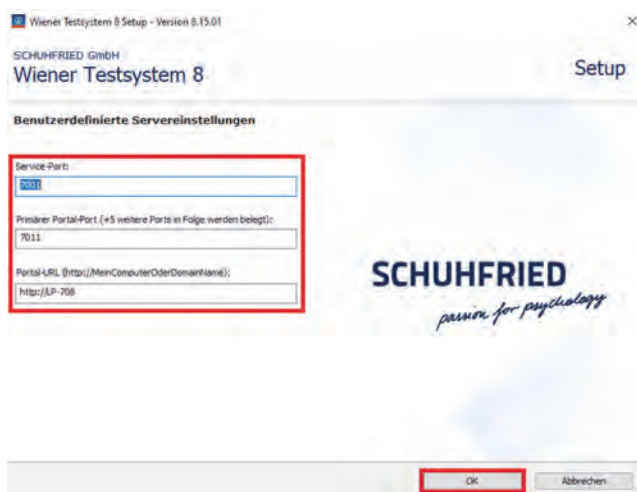 Wiener Testsystem 8 Setup - Version 8.15.01
SCHUHFRIED GmbH
Wiener Testsystem 8
Setup
Benutzerdefinierte Servereinstellungen
Service-Port:
7001
Primärer Portal-Port (+5 weitere Ports in Folge werden belegt):
7011
Portal-URL (http://MeinComputerOderDomainName):
http://LP-708
SCHUHFRIED
passion for psychology
OK
Abbrechen